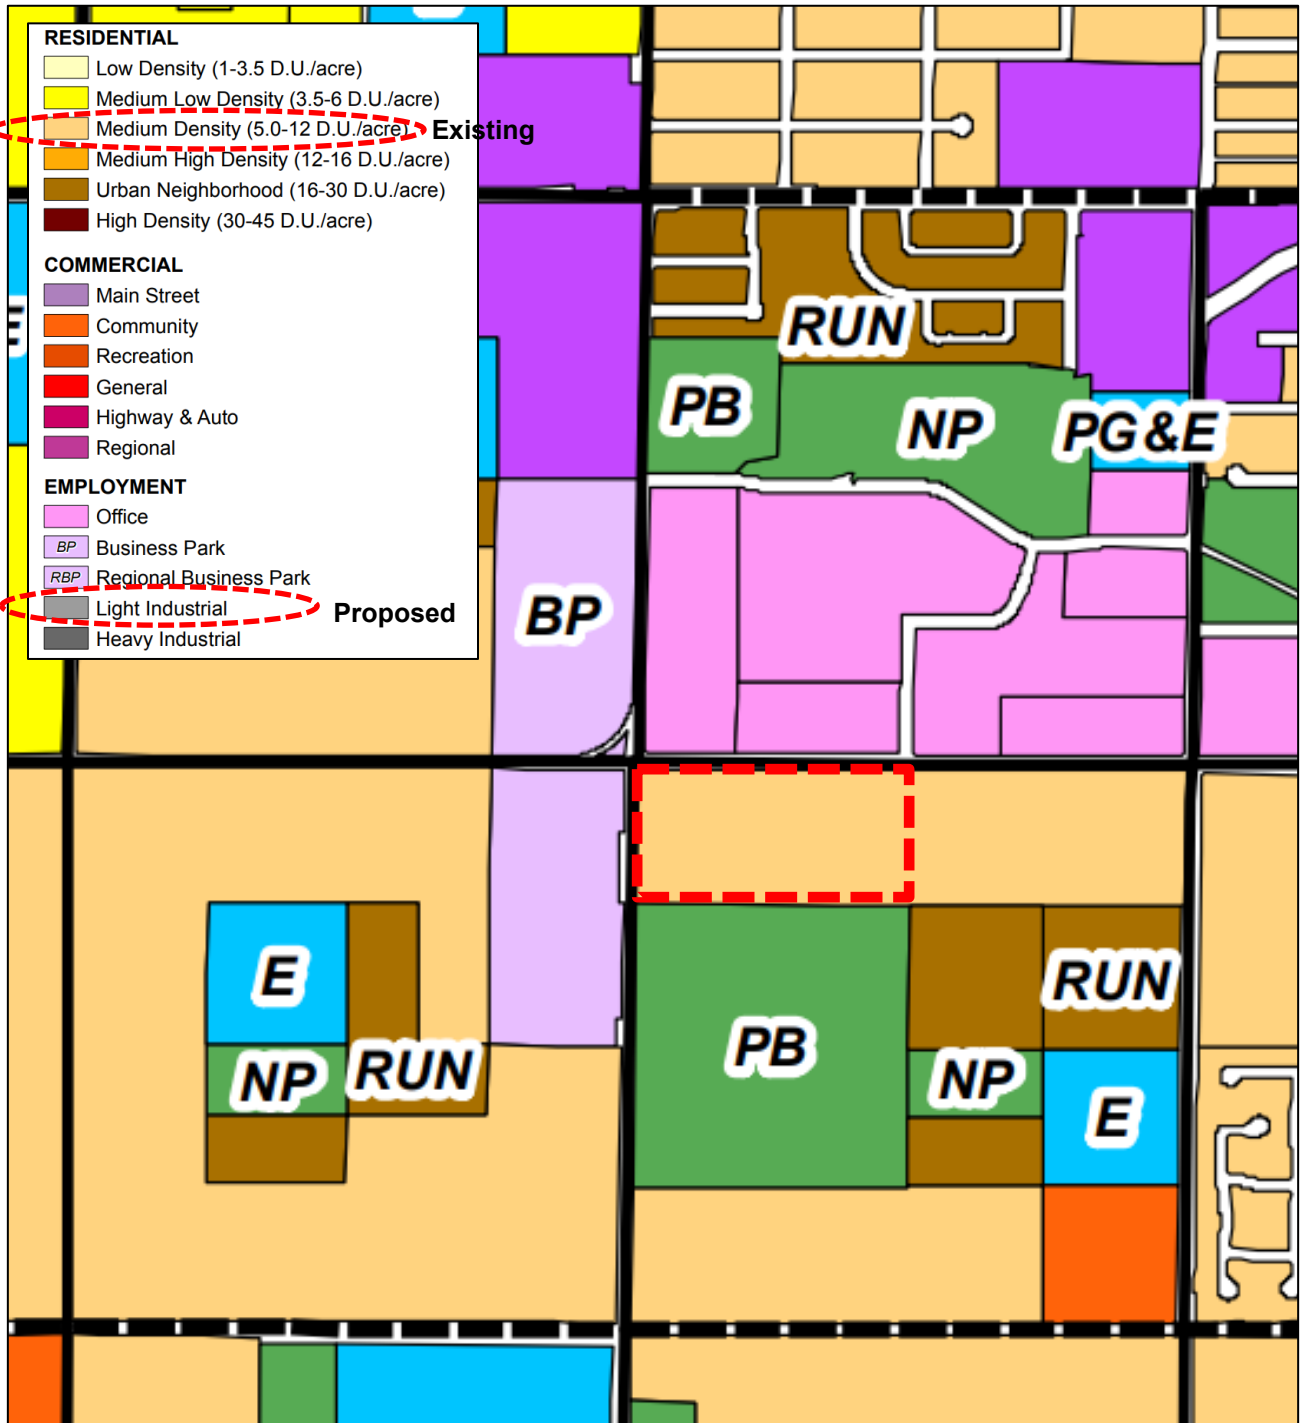 RESIDENTIAL
Low Density (1-3.5 D.U./acre)
Medium Low Density (3.5-6 D.U./acre)
Medium Density (5.0-12 D.U./acre) Existing
Medium High Density (12-16 D.U./acre)
Urban Neighborhood (16-30 D.U./acre)
High Density (30-45 D.U./acre)
COMMERCIAL
Main Street
Community
Recreation
General
Highway & Auto
Regional
EMPLOYMENT
Office
BP Business Park
RBP Regional Business Park
Light Industrial Proposed
Heavy Industrial
E
RUN
PB
NP
PG&E
BP
E
NP
RUN
PB
RUN
NP
E